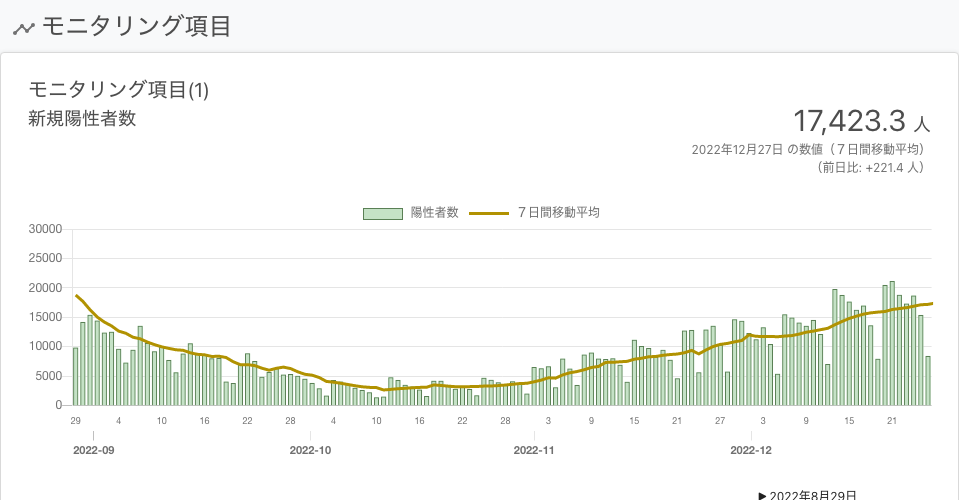 モニタリング項目
モニタリング項目(1)
新規陽性者数
17,423.3 人
2022年12月27日 の数値（７日間移動平均）
（前日比: +221.4 人）
陽性者数 ７日間移動平均
30000
25000
20000
15000
10000
5000
0
29 4 10 16 22 28 4 10 16 22 28 3 9 15 21 27 3 9 15 21
2022-09 2022-10 2022-11 2022-12
▶ 2022年8月29日